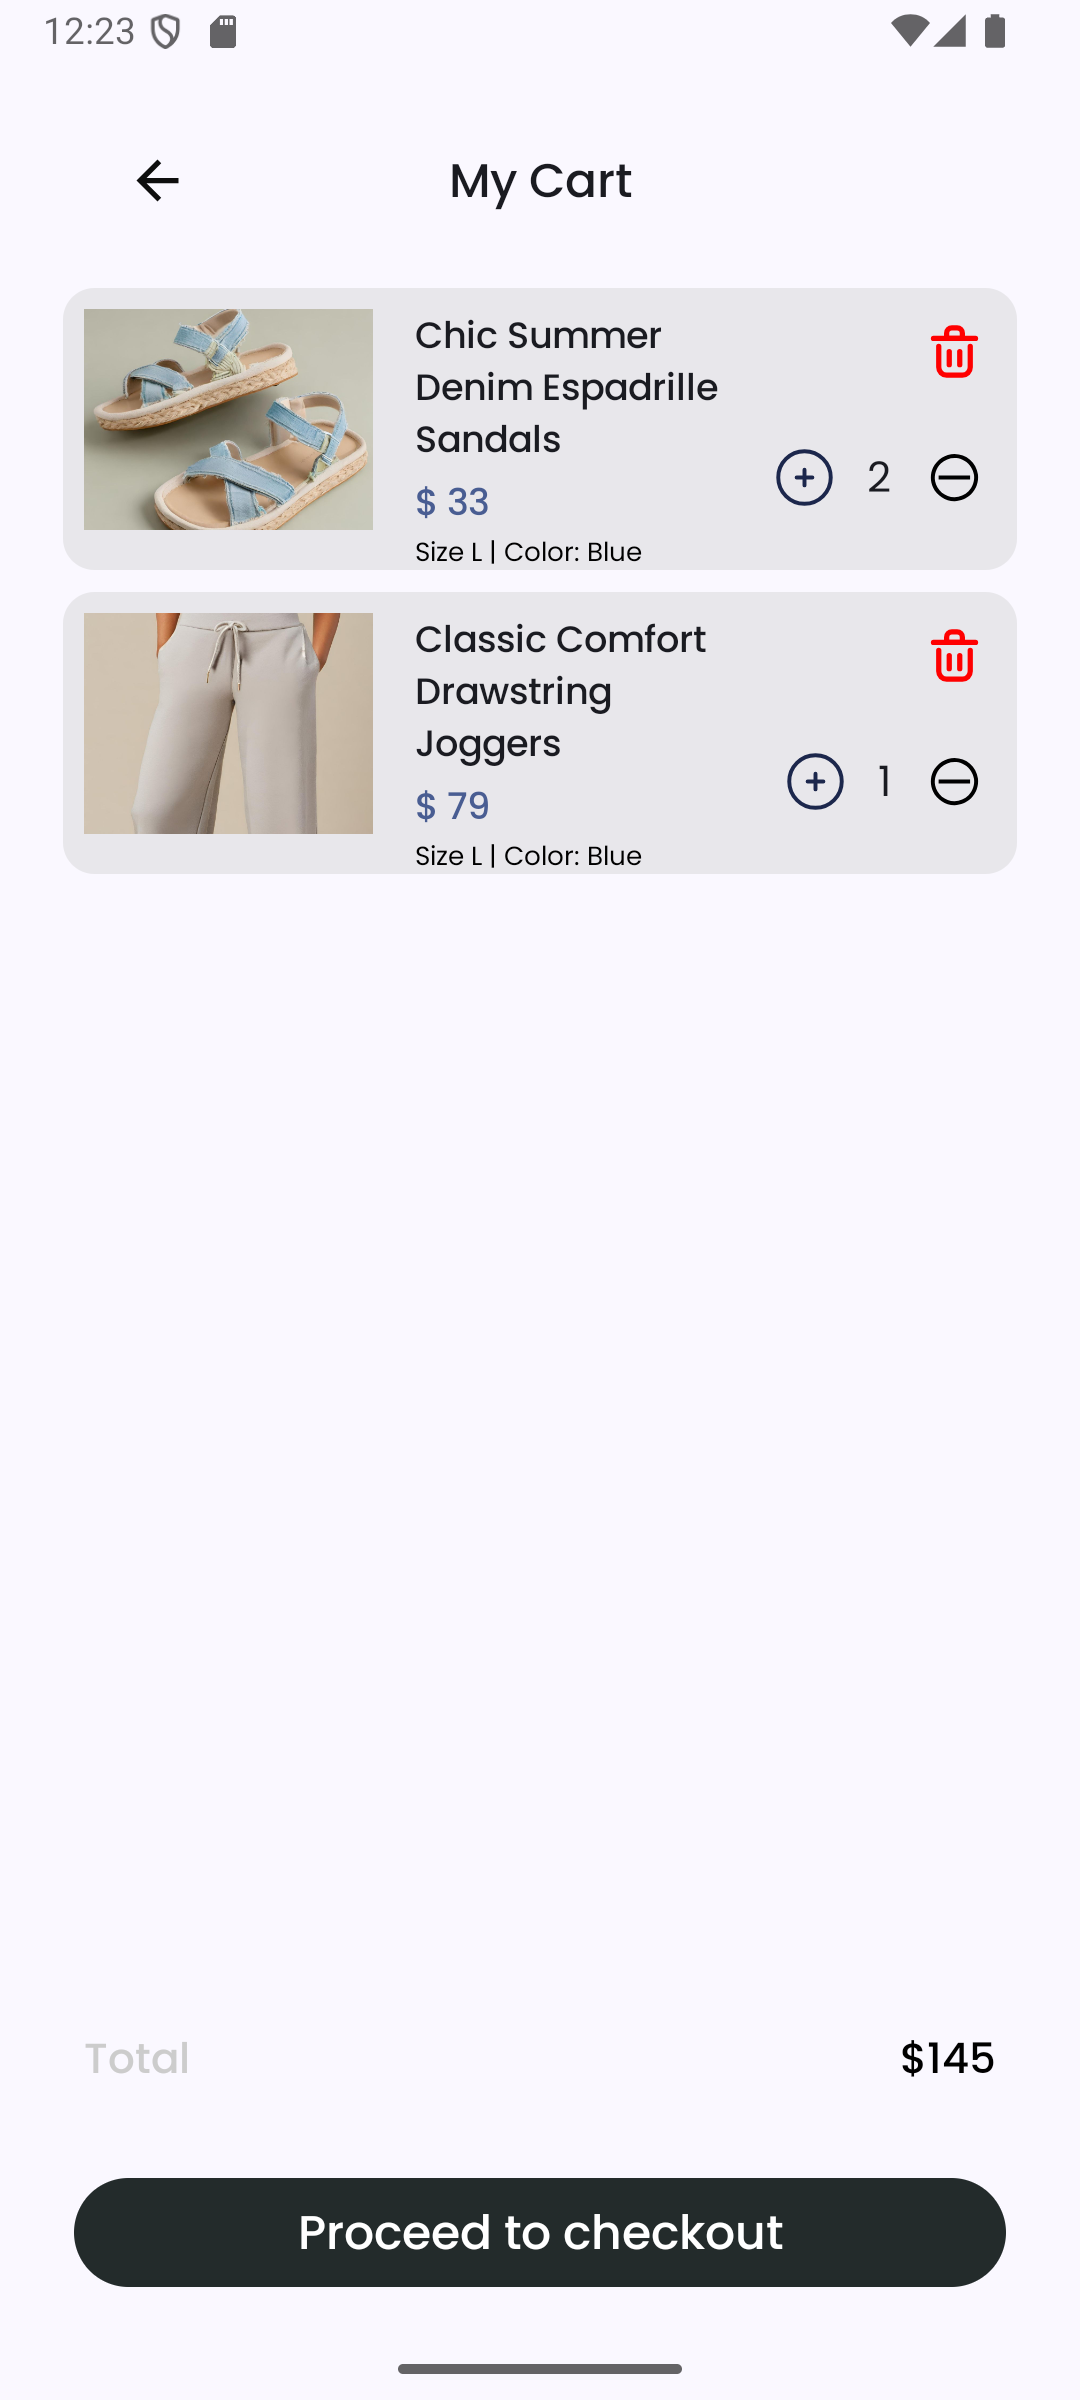 12:23
My Cart
Chic Summer
Denim Espadrille
Sandals
$ 33
Size L | Color: Blue
2
Classic Comfort
Drawstring
Joggers
$ 79
Size L | Color: Blue
1
Total
$145
Proceed to checkout